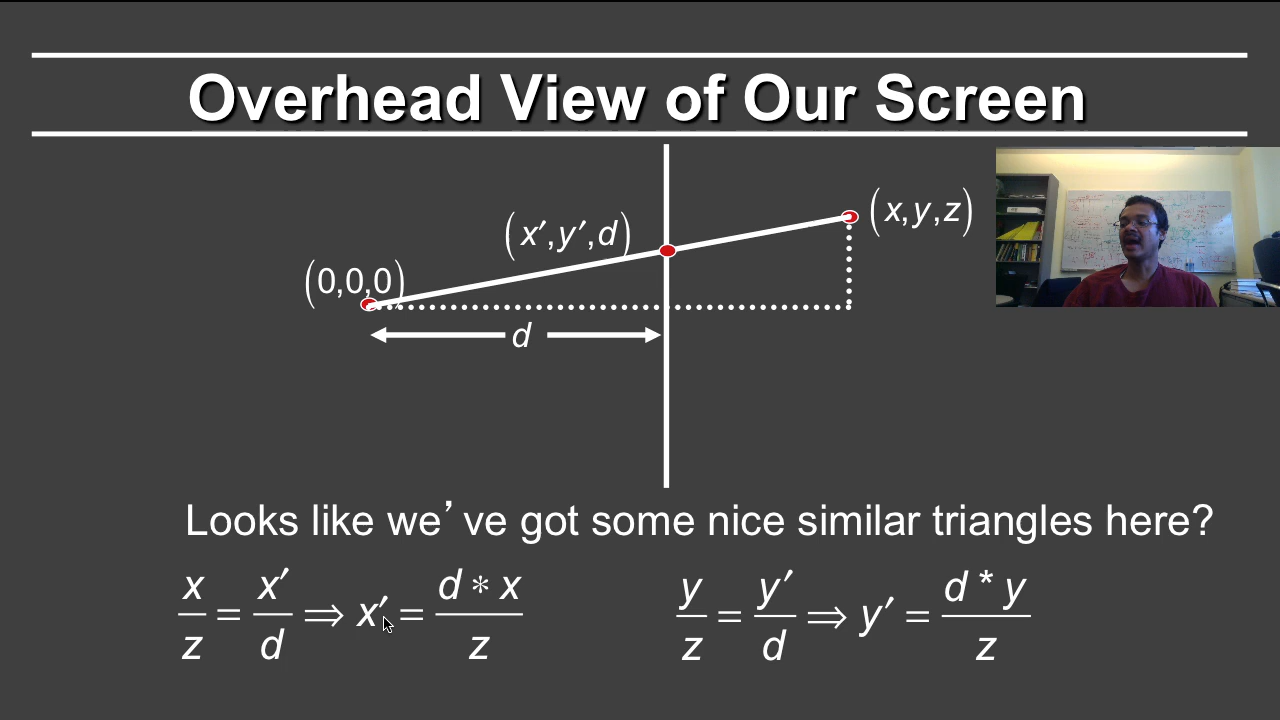 Overhead View of Our Screen
(x,y,z)
(x′,y′,d)
(0,0,0)
d
Looks like we’ve got some nice similar triangles here?
x/z = x′/d ⇒ x′ = d ∗ x/z
y/z = y′/d ⇒ y′ = d * y/z